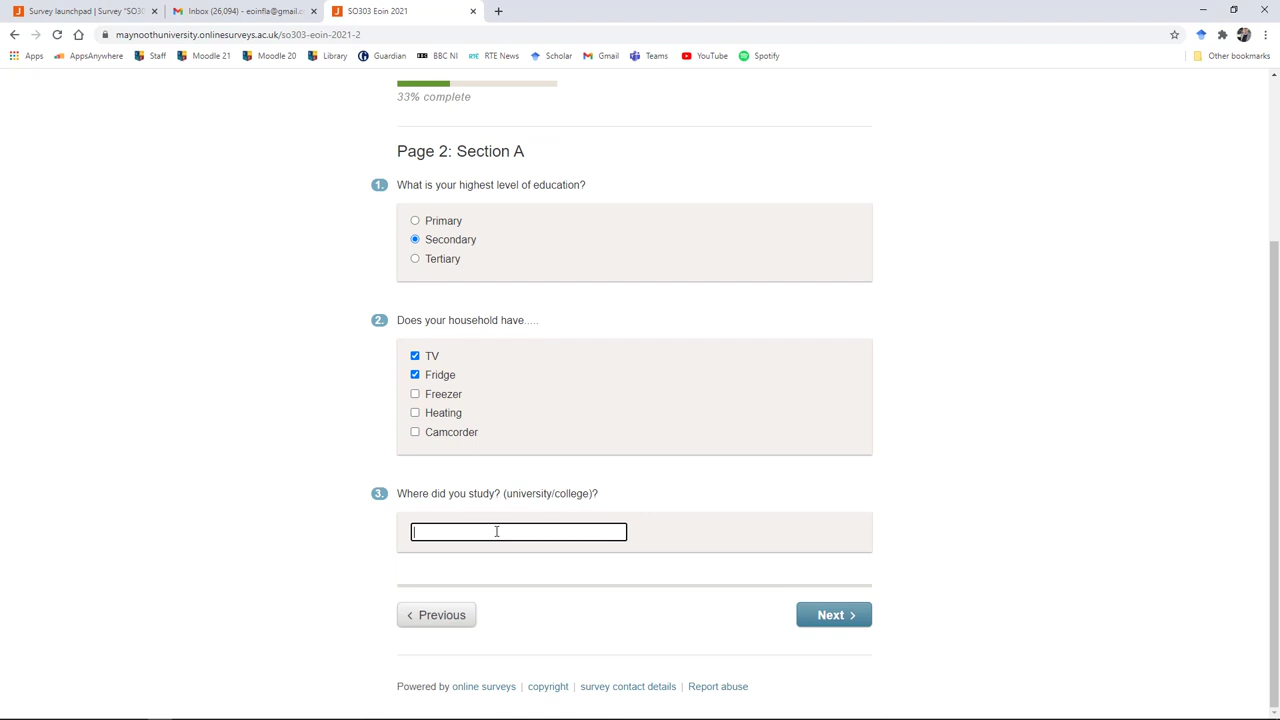 Survey launchpad | Survey "SO30
Inbox (26,094) - eoinfla@gmail.c
SO303 Eoin 2021
maynoothuniversity.onlinesurveys.ac.uk/so303-eoin-2021-2
Apps AppsAnywhere Staff Moodle 21 Moodle 20 Library Guardian BBC NI RTE News Scholar Gmail Teams YouTube Spotify Other bookmarks
33% complete
Page 2: Section A
1. What is your highest level of education?
Primary
Secondary
Tertiary
2. Does your household have.....
TV
Fridge
Freezer
Heating
Camcorder
3. Where did you study? (university/college)?
< Previous
Next >
Powered by online surveys | copyright | survey contact details | Report abuse